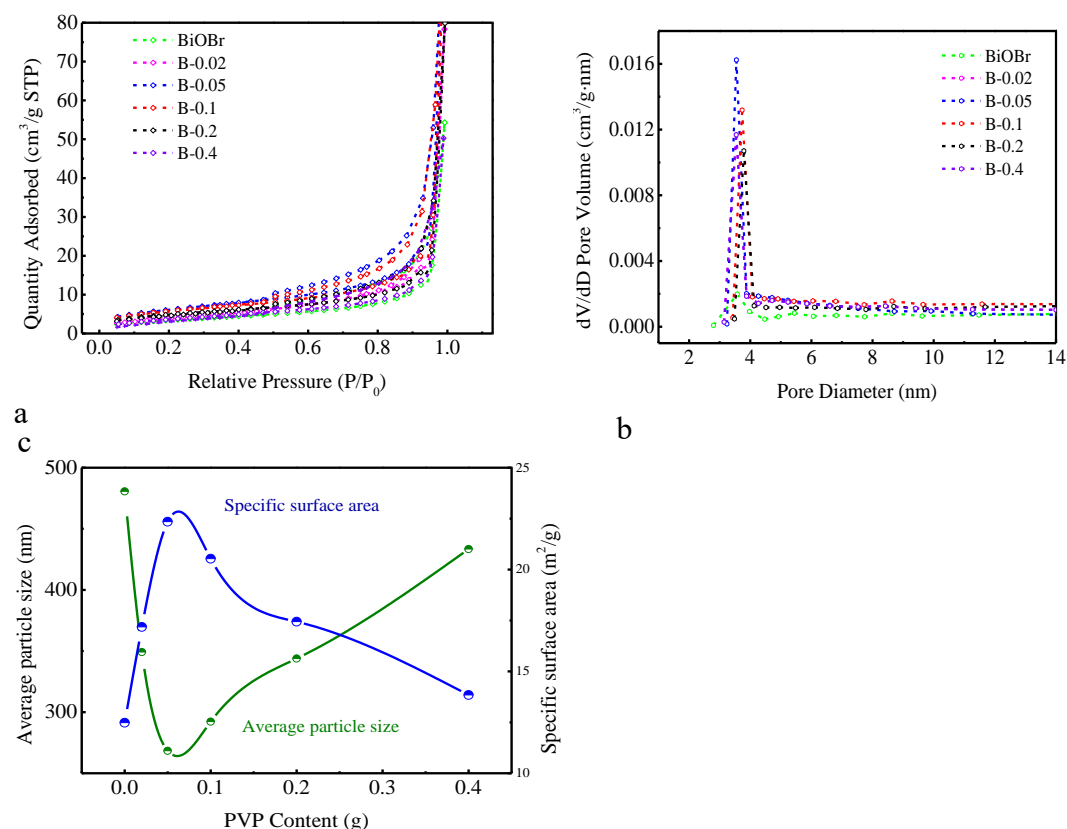 80
70
60
50
40
30
20
10
0
0.0 0.2 0.4 0.6 0.8 1.0
Quantity Adsorbed (cm³/g STP)
Relative Pressure (P/P₀)
BiOBr
B-0.02
B-0.05
B-0.1
B-0.2
B-0.4
a
0.016
0.012
0.008
0.004
0.000
2 4 6 8 10 12 14
dV/dD Pore Volume (cm³/g·nm)
Pore Diameter (nm)
BiOBr
B-0.02
B-0.05
B-0.1
B-0.2
B-0.4
b
c
500
400
300
25
20
15
10
0.0 0.1 0.2 0.3 0.4
Average particle size (nm)
Specific surface area (m²/g)
Specific surface area
Average particle size
PVP Content (g)